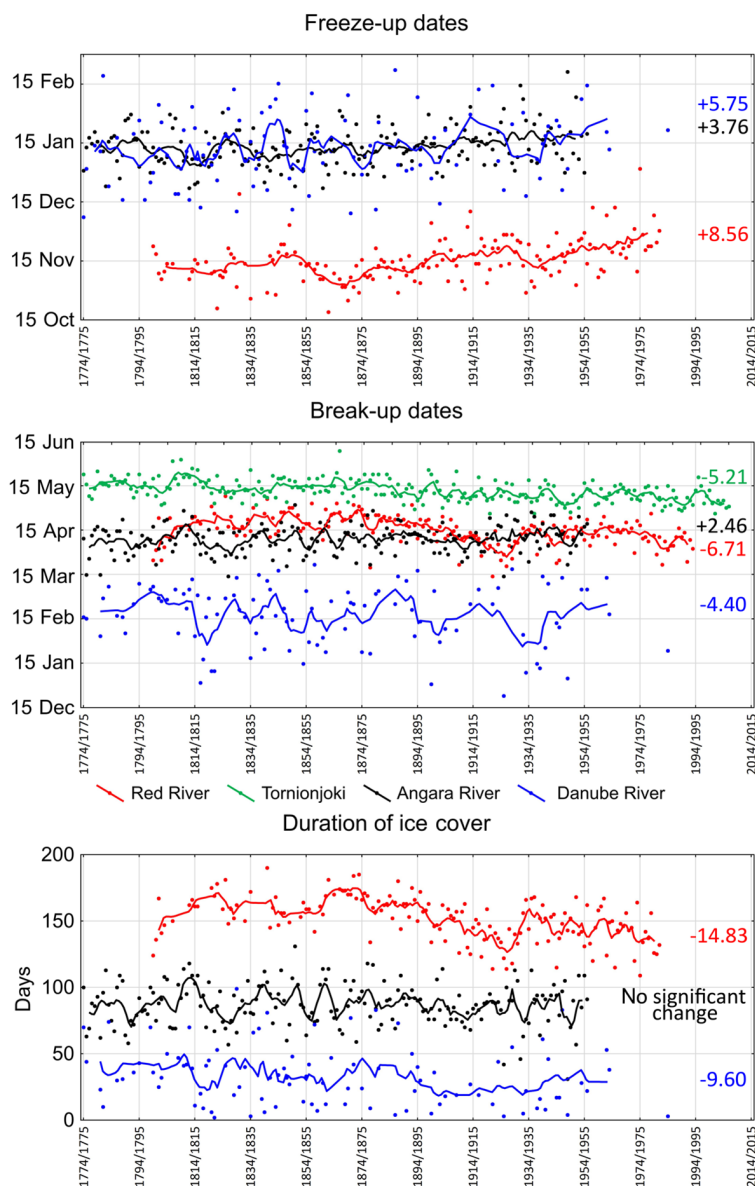 Freeze-up dates
15 Feb
15 Jan
15 Dec
15 Nov
15 Oct
+5.75
+3.76
+8.56
1774/1775
1794/1795
1814/1815
1834/1835
1854/1855
1874/1875
1894/1895
1914/1915
1934/1935
1954/1955
1974/1975
1994/1995
2014/2015
Break-up dates
15 Jun
15 May
15 Apr
15 Mar
15 Feb
15 Jan
15 Dec
-5.21
+2.46
-6.71
-4.40
1774/1775
1794/1795
1814/1815
1834/1835
1854/1855
1874/1875
1894/1895
1914/1915
1934/1935
1954/1955
1974/1975
1994/1995
2014/2015
Red River
Tornionjoki
Angara River
Danube River
Duration of ice cover
Days
200
150
100
50
0
-14.83
No significant
change
-9.60
1774/1775
1794/1795
1814/1815
1834/1835
1854/1855
1874/1875
1894/1895
1914/1915
1934/1935
1954/1955
1974/1975
1994/1995
2014/2015